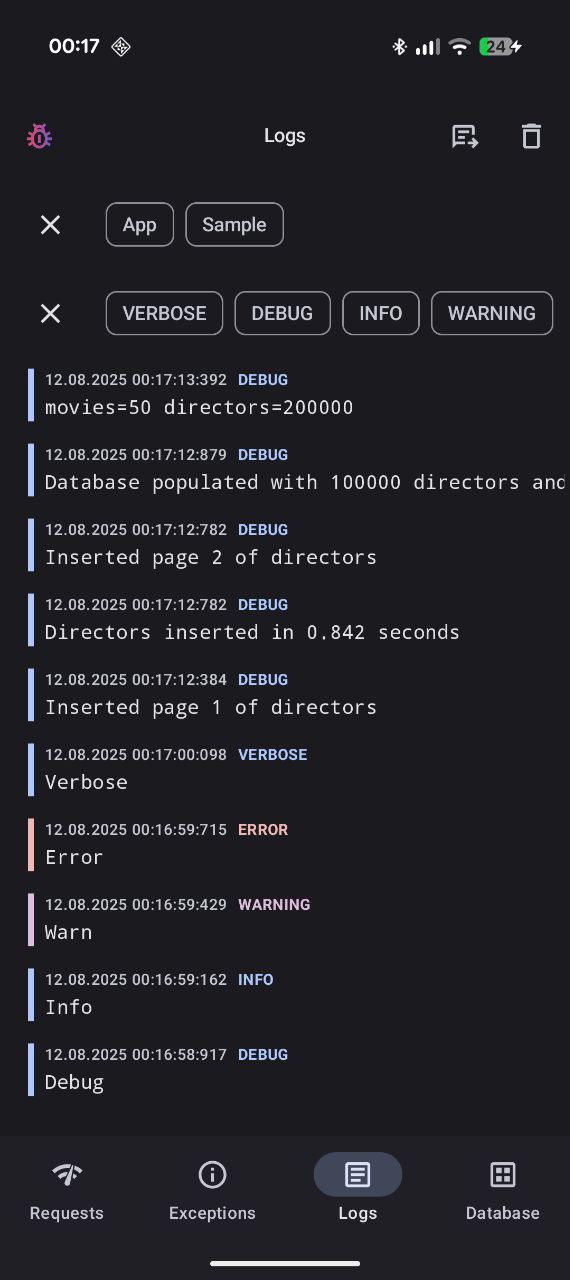 00:17 24
Logs
App Sample
VERBOSE DEBUG INFO WARNING
12.08.2025 00:17:13:392 DEBUG
movies=50 directors=200000
12.08.2025 00:17:12:879 DEBUG
Database populated with 100000 directors and
12.08.2025 00:17:12:782 DEBUG
Inserted page 2 of directors
12.08.2025 00:17:12:782 DEBUG
Directors inserted in 0.842 seconds
12.08.2025 00:17:12:384 DEBUG
Inserted page 1 of directors
12.08.2025 00:17:00:098 VERBOSE
Verbose
12.08.2025 00:16:59:715 ERROR
Error
12.08.2025 00:16:59:429 WARNING
Warn
12.08.2025 00:16:59:162 INFO
Info
12.08.2025 00:16:58:917 DEBUG
Debug
Requests Exceptions Logs Database